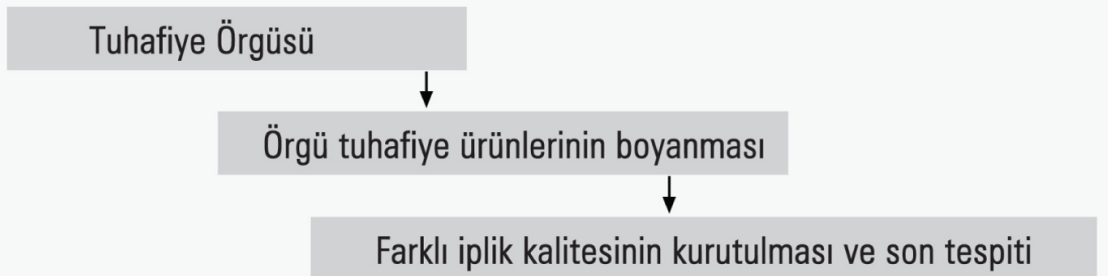 Tuhafiye Örgüsü
Örgü tuhafiye ürünlerinin boyanması
Farklı iplik kalitesinin kurutulması ve son tespiti